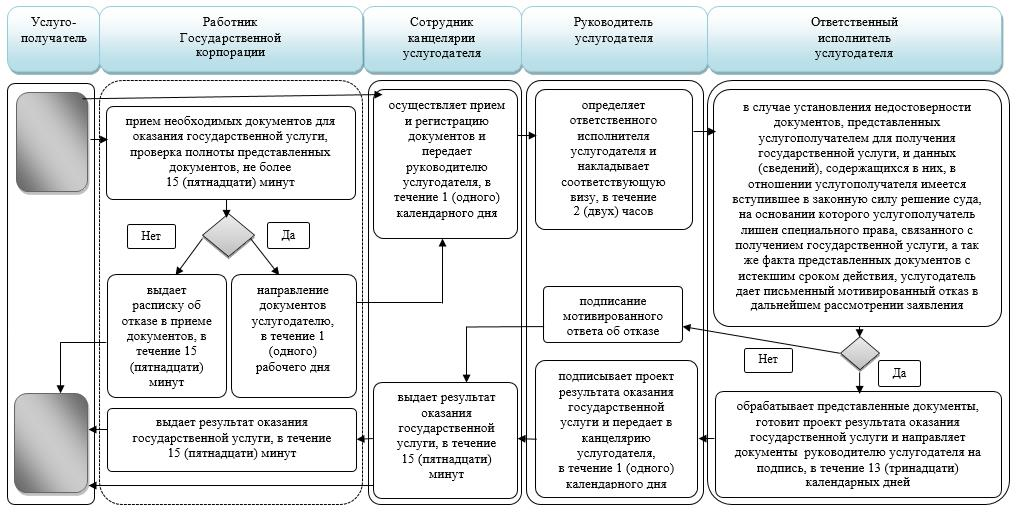 Услуго-
получатель
Работник
Государственной
корпорации
Сотрудник
канцелярии
услугодателя
Руководитель
услугодателя
Ответственный
исполнитель
услугодателя
прием необходимых документов для
оказания государственной услуги,
проверка полноты представленных
документов, не более
15 (пятнадцати) минут
Нет
Да
выдает
расписку об
отказе в приеме
документов, в
течение 15
(пятнадцати)
минут
направление
документов
услугодателю,
в течение 1
(одного)
рабочего дня
выдает результат оказания
государственной услуги, в течение
15 (пятнадцати) минут
осуществляет прием
и регистрацию
документов и
передает
руководителю
услугодателя, в
течение 1 (одного)
календарного дня
выдает результат
оказания
государственной
услуги, в течение
15 (пятнадцати)
минут
определяет
ответственного
исполнителя
услугодателя и
накладывает
соответствующую
визу, в течение
2 (двух) часов
подписание
мотивированного
ответа об отказе
подписывает проект
результата оказания
государственной
услуги и передает в
канцелярию
услугодателя,
в течение 1 (одного)
календарного дня
в случае установления недостоверности
документов, представленных
услугополучателем для получения
государственной услуги, и данных
(сведений), содержащихся в них, в
отношении услугополучателя имеется
вступившее в законную силу решение суда,
на основании которого услугополучатель
лишен специального права, связанного с
получением государственной услуги, а так
же факта представленных документов с
истекшим сроком действия, услугодатель
дает письменный мотивированный отказ в
дальнейшем рассмотрении заявления
Нет
Да
обрабатывает представленные документы,
готовит проект результата оказания
государственной услуги и направляет
документы руководителю услугодателя на
подпись, в течение 13 (тринадцати)
календарных дней